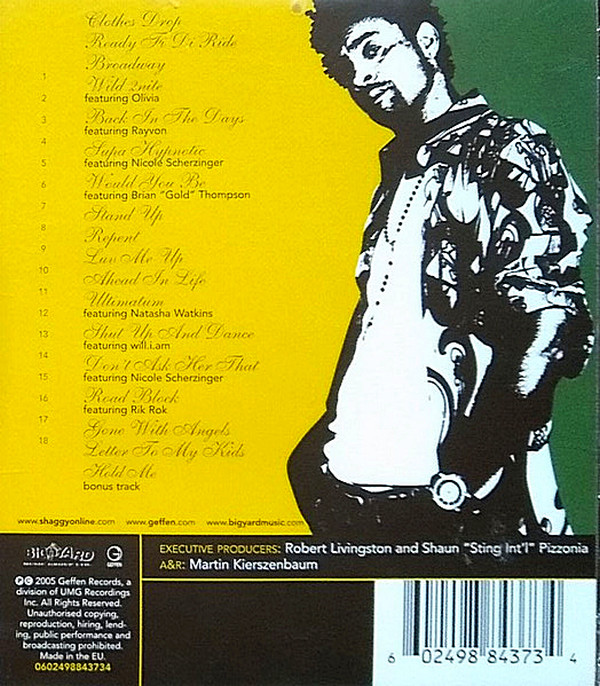 Clothes Drop
Ready Fi Di Ride
Broadway
1
Wild 2nite
2
featuring Olivia
3
Back In The Days
featuring Rayvon
4
Supa Hypnotic
5
featuring Nicole Scherzinger
6
Would You Be
featuring Brian "Gold" Thompson
7
Stand Up
8
Repent
9
Luv Me Up
10
Ahead In Life
11
Ultimatum
12
featuring Natasha Watkins
13
Shut Up And Dance
featuring will.i.am
14
Don't Ask Her That
15
featuring Nicole Scherzinger
16
Road Block
featuring Rik Rok
17
Gone With Angels
18
Letter To My Kids
Hold Me
bonus track
www.shaggyonline.com www.geffen.com www.bigyardmusic.com
BIG YARD
GEFFEN
EXECUTIVE PRODUCERS: Robert Livingston and Shaun "Sting Int'l" Pizzonia
A&R: Martin Kierszenbaum
℗ © 2005 Geffen Records, a
division of UMG Recordings
Inc. All Rights Reserved.
Unauthorised copying,
reproduction, hiring, lend-
ing, public performance and
broadcasting prohibited.
Made in the EU.
0602498843734
6 02498 84373 4